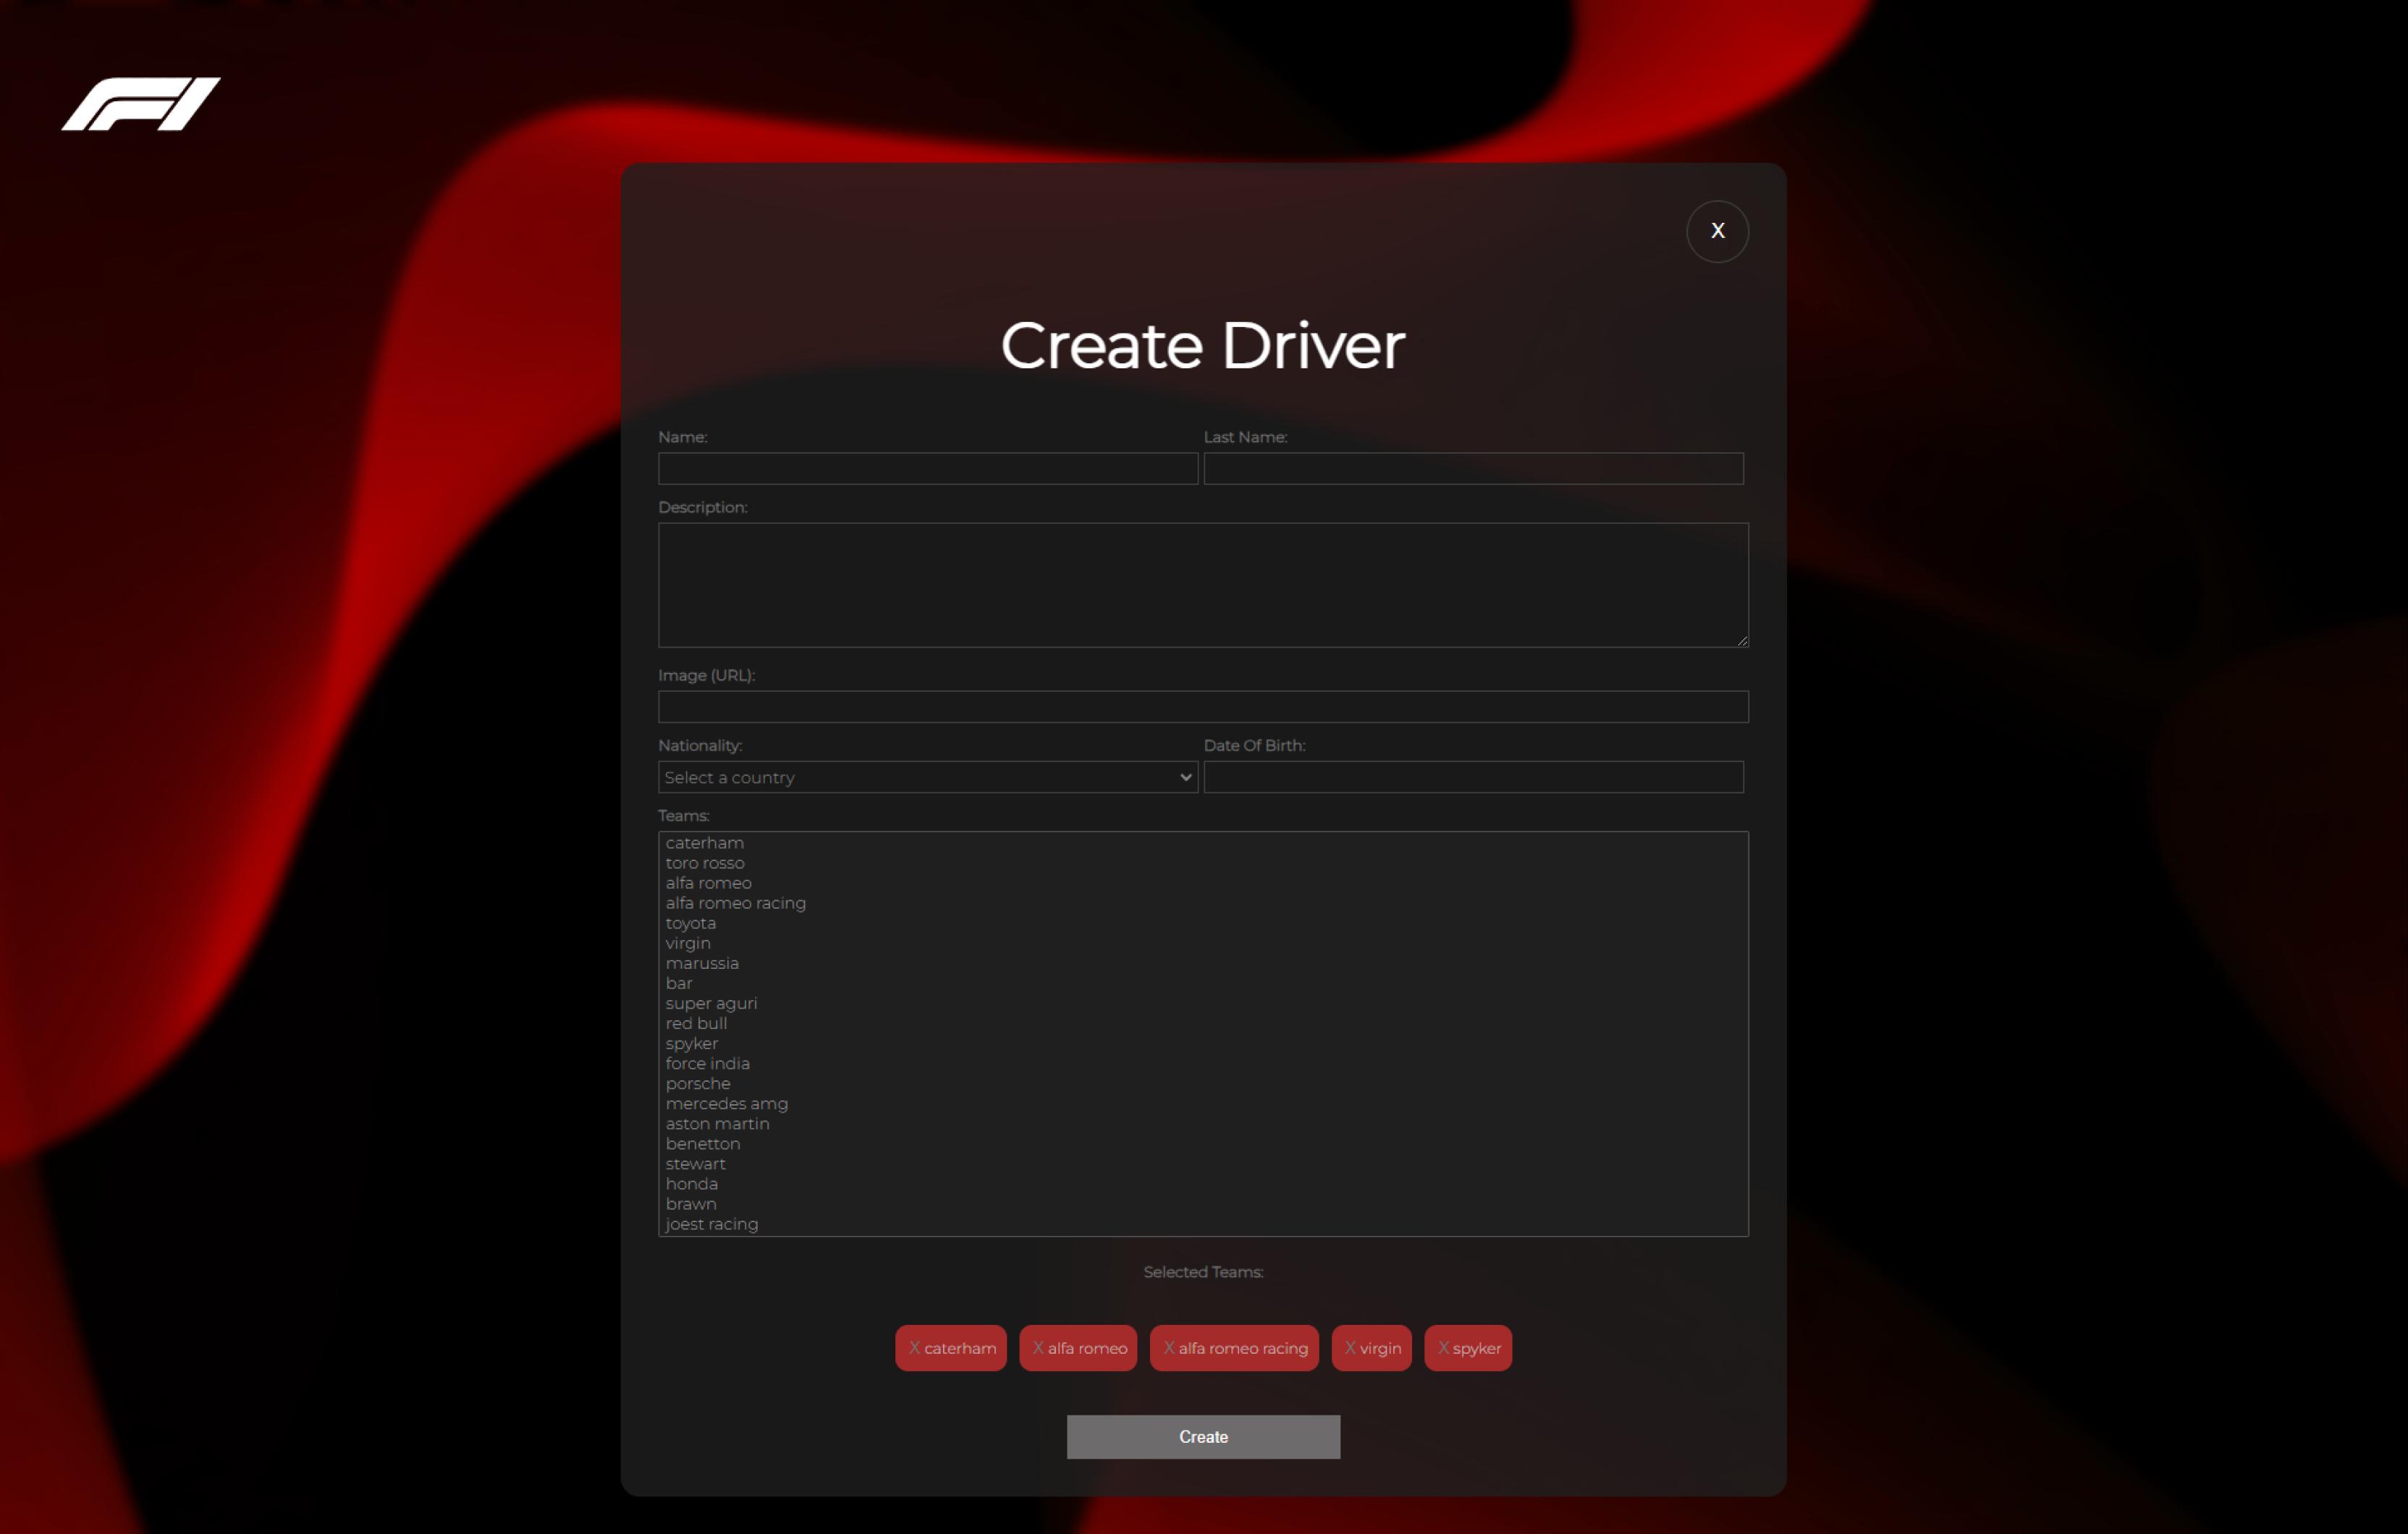 F1
X
Create Driver
Name: Last Name:
Description:
Image (URL):
Nationality: Date Of Birth:
Select a country
Teams:
caterham
toro rosso
alfa romeo
alfa romeo racing
toyota
virgin
marussia
bar
super aguri
red bull
spyker
force india
porsche
mercedes amg
aston martin
benetton
stewart
honda
brawn
joest racing
Selected Teams:
X caterham X alfa romeo X alfa romeo racing X virgin X spyker
Create